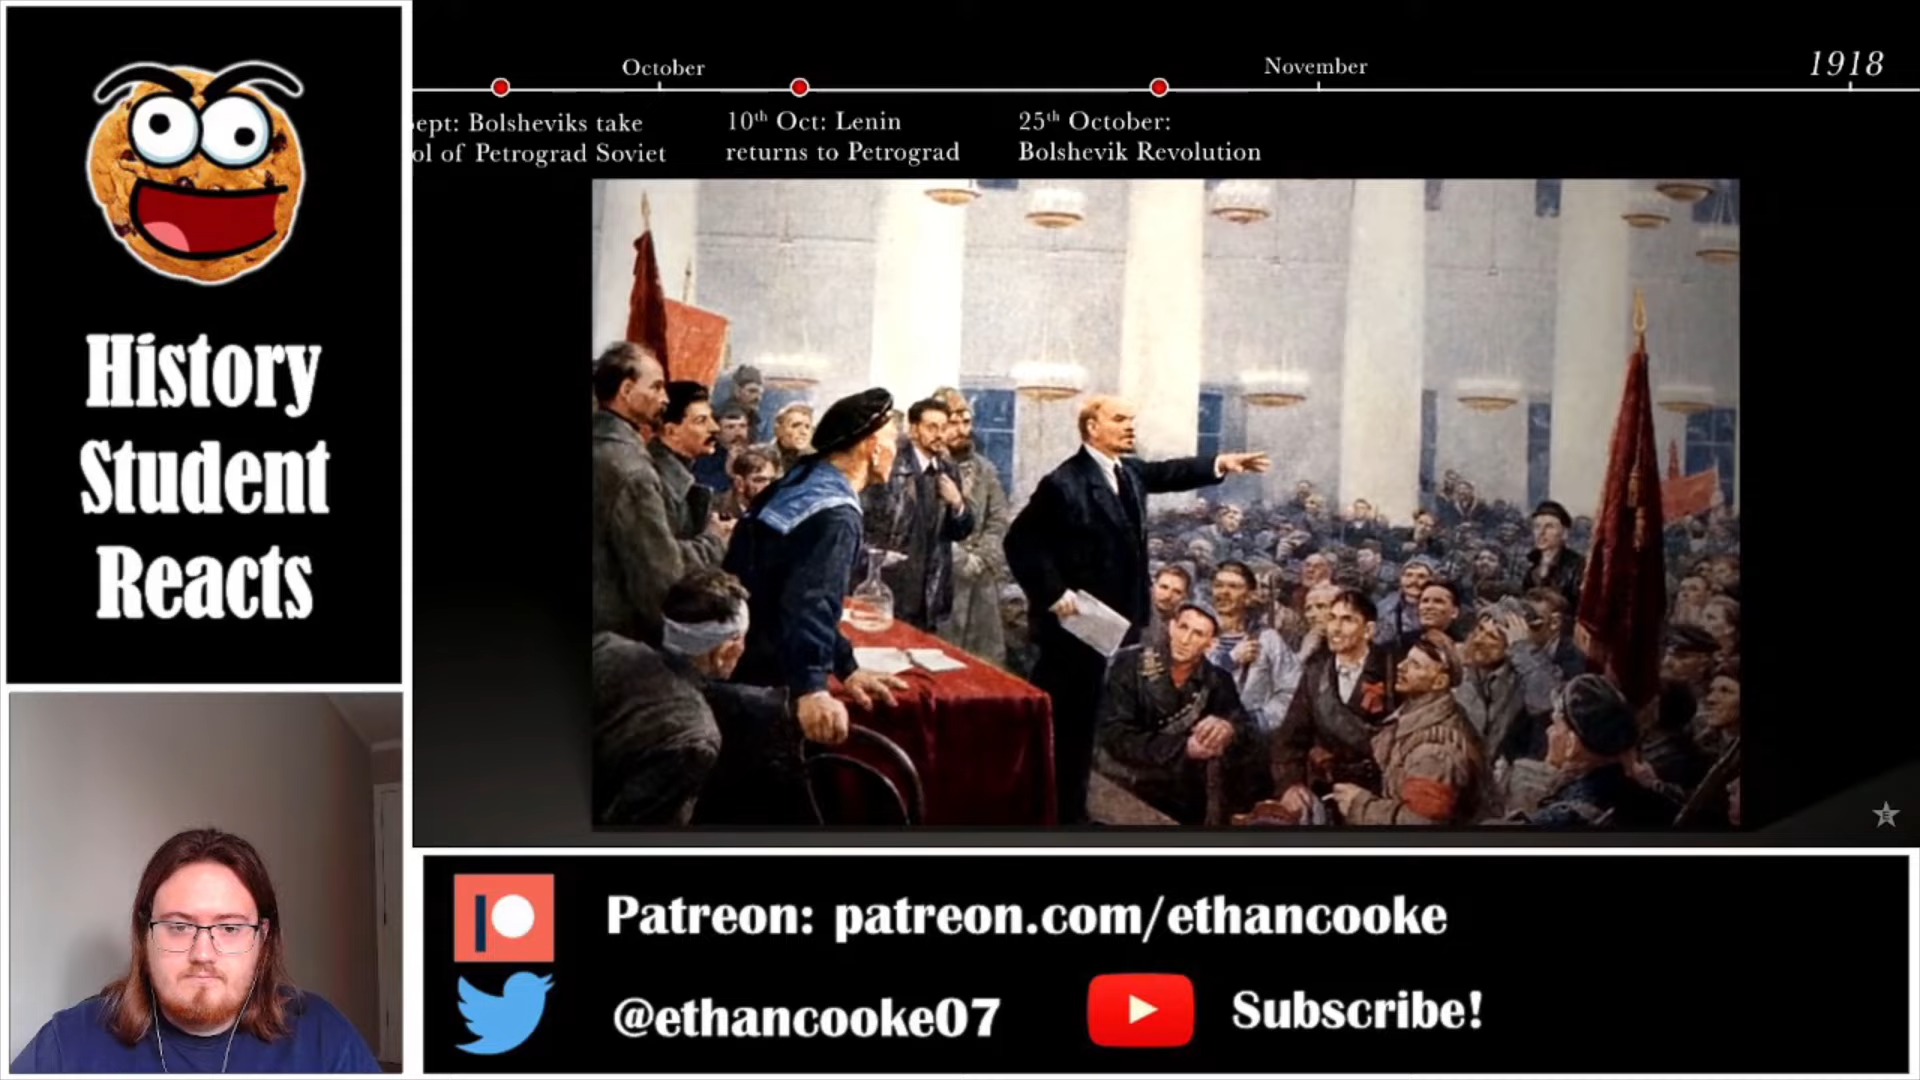 History
Student
Reacts
October
November
1918
ept: Bolsheviks take
ol of Petrograd Soviet
10th Oct: Lenin
returns to Petrograd
25th October:
Bolshevik Revolution
Patreon: patreon.com/ethancooke
@ethancooke07
Subscribe!